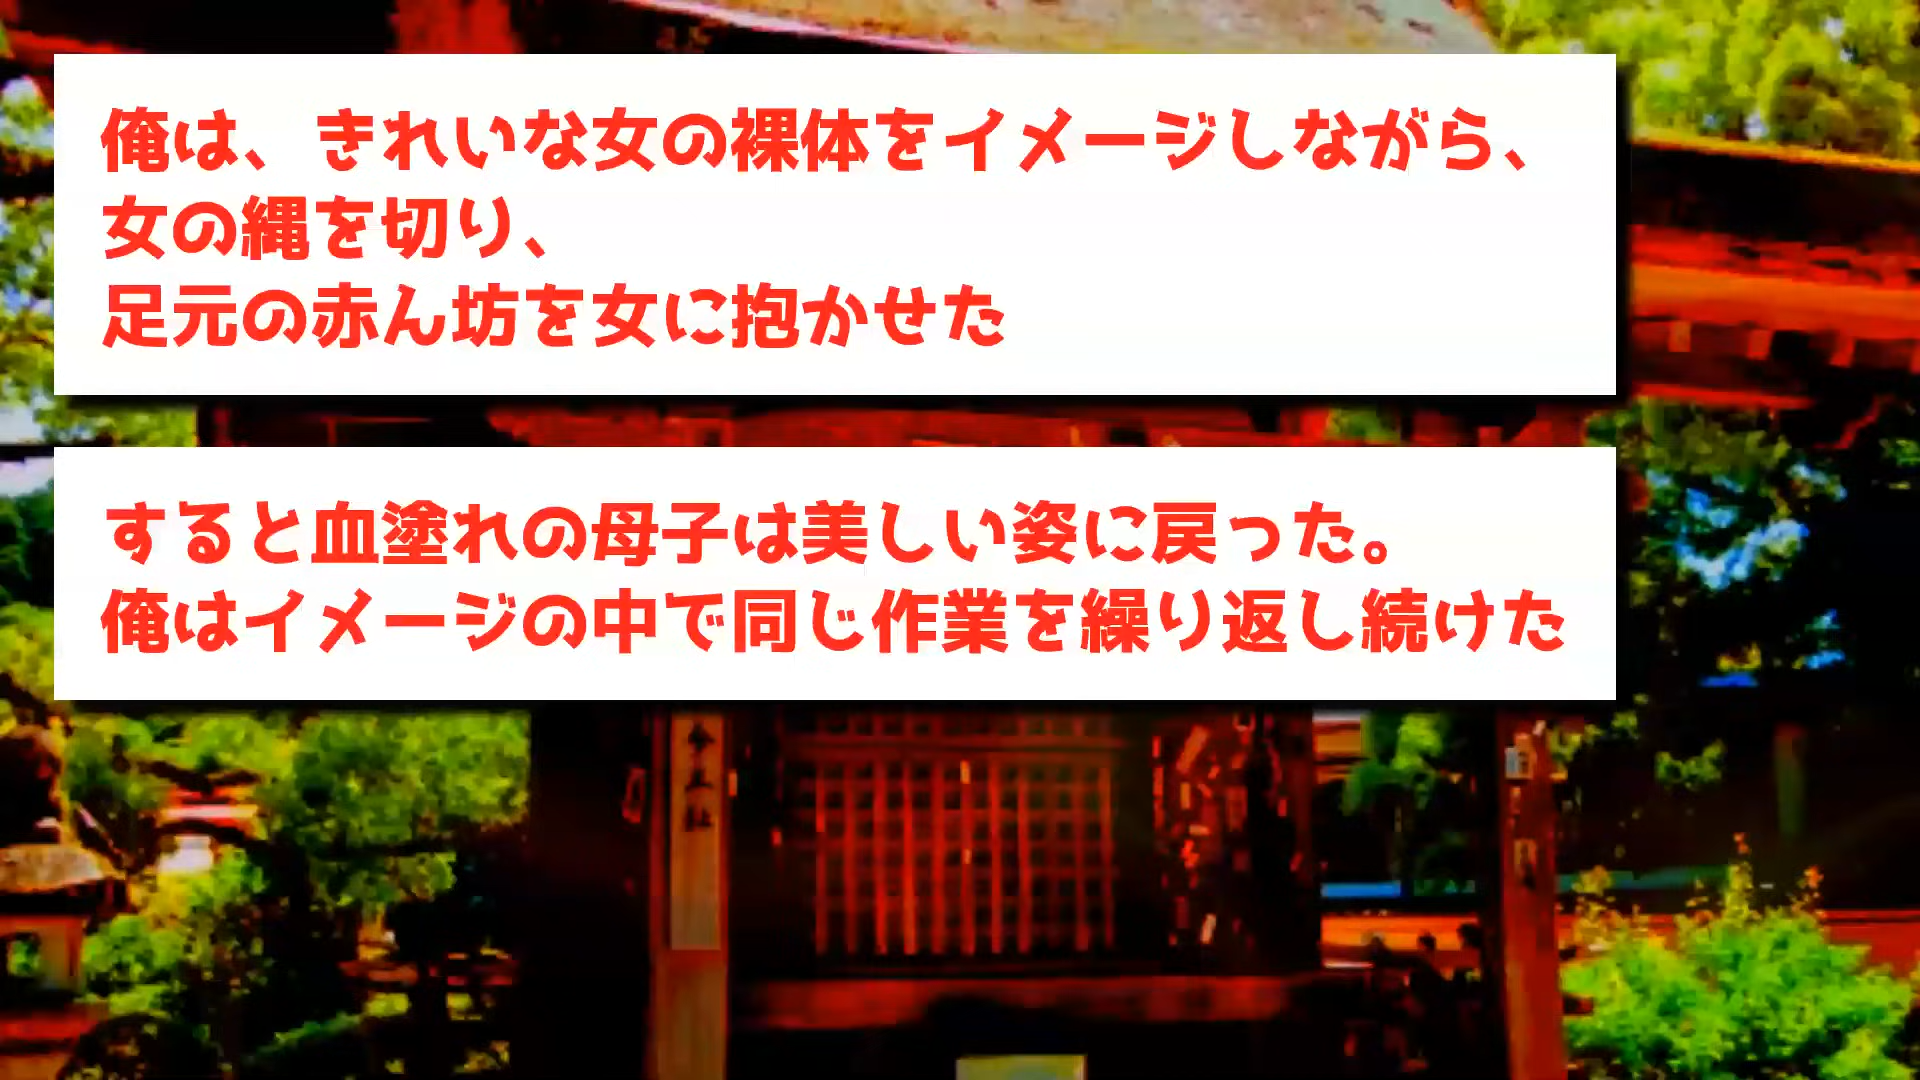 俺は、きれいな女の裸体をイメージしながら、
女の縄を切り、
足元の赤ん坊を女に抱かせた
すると血塗れの母子は美しい姿に戻った。
俺はイメージの中で同じ作業を繰り返し続けた